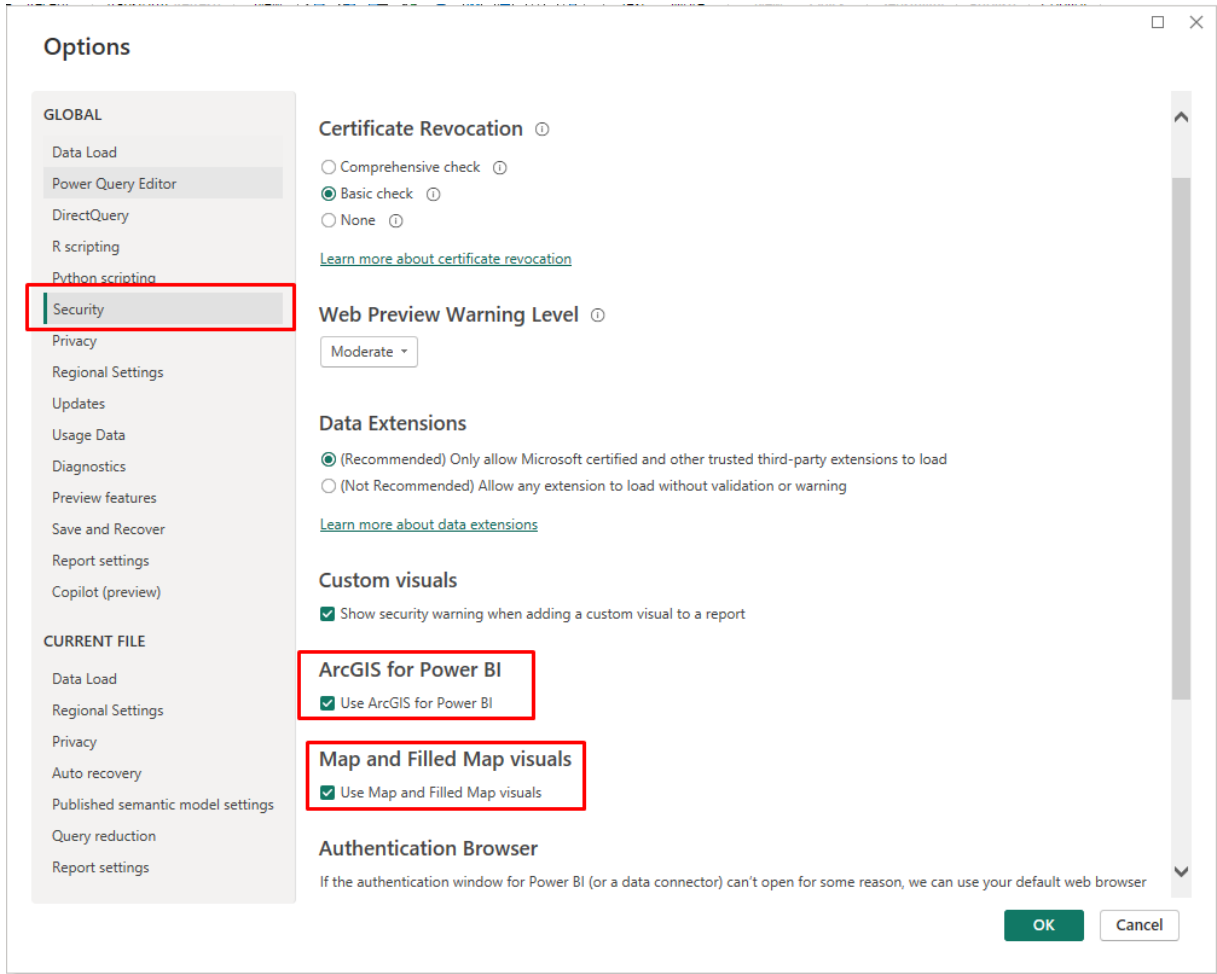 Options
GLOBAL
Data Load
Power Query Editor
DirectQuery
R scripting
Python scripting
Security
Privacy
Regional Settings
Updates
Usage Data
Diagnostics
Preview features
Save and Recover
Report settings
Copilot (preview)
CURRENT FILE
Data Load
Regional Settings
Privacy
Auto recovery
Published semantic model settings
Query reduction
Report settings
Certificate Revocation
Comprehensive check
Basic check
None
Learn more about certificate revocation
Web Preview Warning Level
Moderate
Data Extensions
(Recommended) Only allow Microsoft certified and other trusted third-party extensions to load
(Not Recommended) Allow any extension to load without validation or warning
Learn more about data extensions
Custom visuals
Show security warning when adding a custom visual to a report
ArcGIS for Power BI
Use ArcGIS for Power BI
Map and Filled Map visuals
Use Map and Filled Map visuals
Authentication Browser
If the authentication window for Power BI (or a data connector) can't open for some reason, we can use your default web browser
OK
Cancel